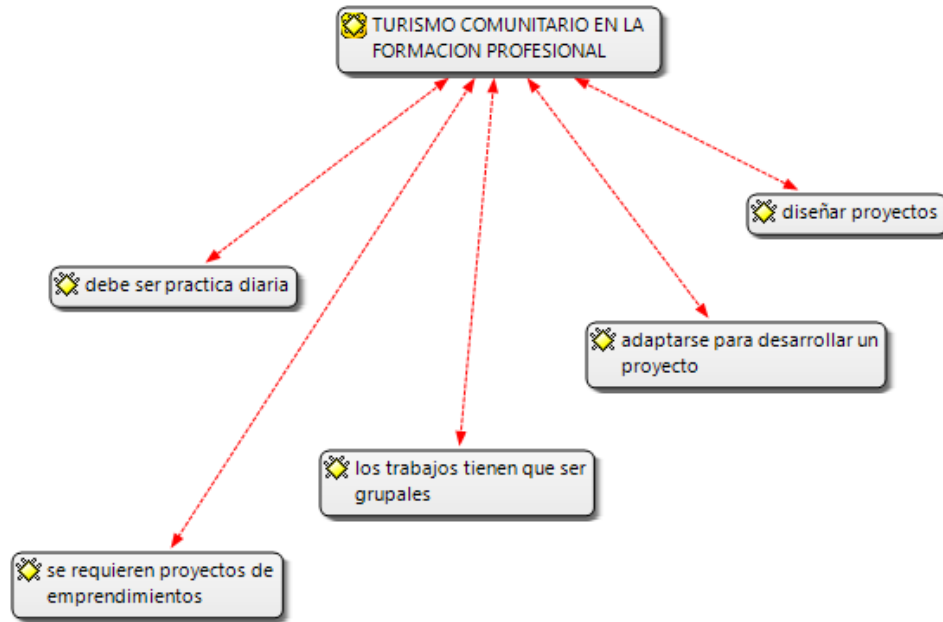 TURISMO COMUNITARIO EN LA
FORMACION PROFESIONAL
diseñar proyectos
debe ser practica diaria
adaptarse para desarrollar un
proyecto
los trabajos tienen que ser
grupales
se requieren proyectos de
emprendimientos